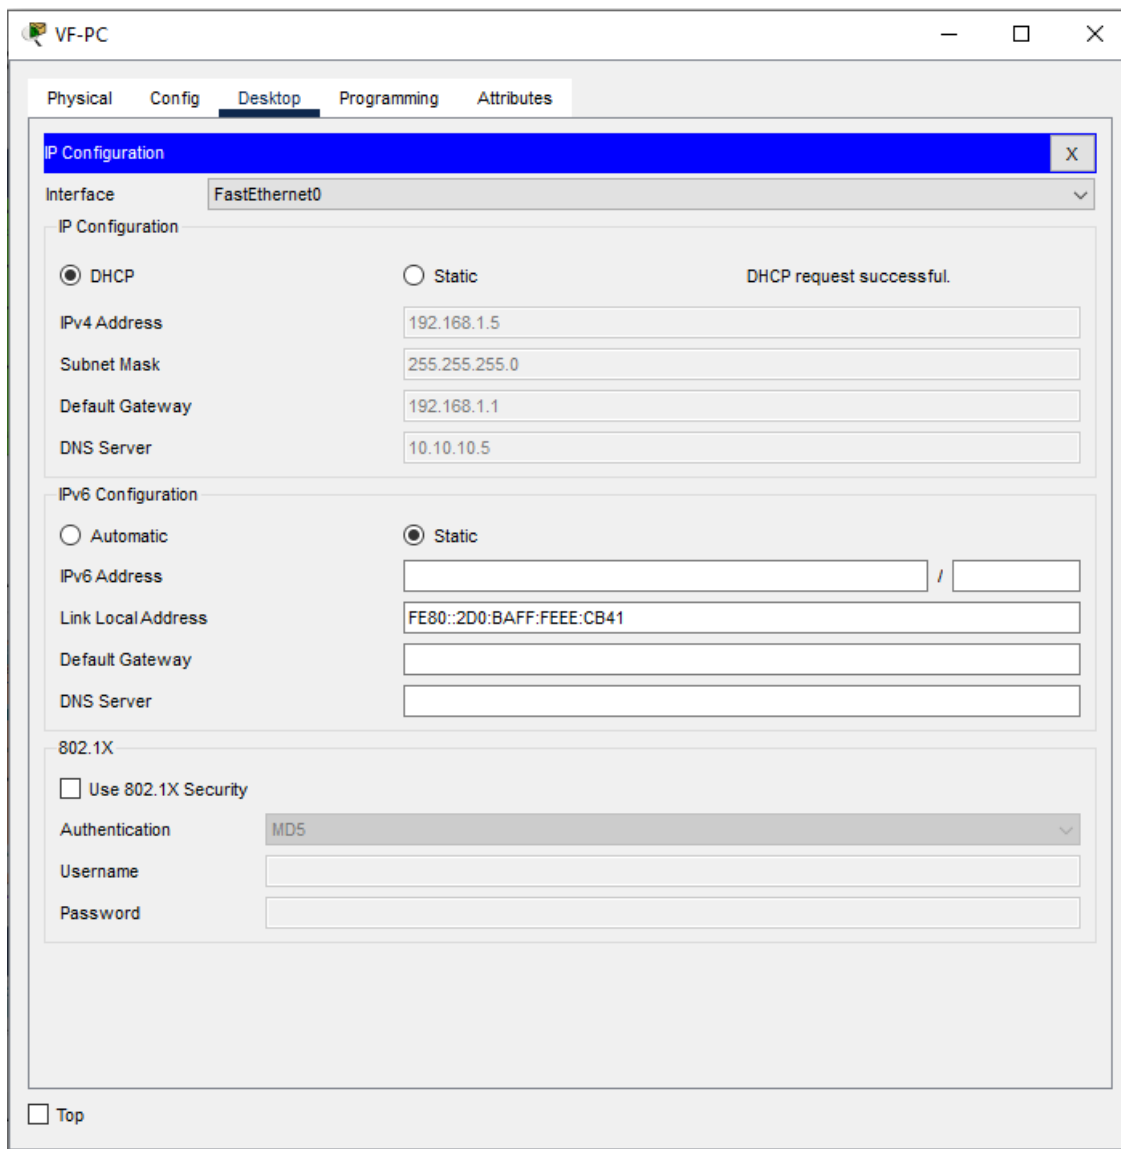 VF-PC
Physical Config Desktop Programming Attributes
IP Configuration X
Interface FastEthernet0
IP Configuration
DHCP Static DHCP request successful.
IPv4 Address 192.168.1.5
Subnet Mask 255.255.255.0
Default Gateway 192.168.1.1
DNS Server 10.10.10.5
IPv6 Configuration
Automatic Static
IPv6 Address /
Link Local Address FE80::2D0:BAFF:FEEE:CB41
Default Gateway
DNS Server
802.1X
Use 802.1X Security
Authentication MD5
Username
Password
Top